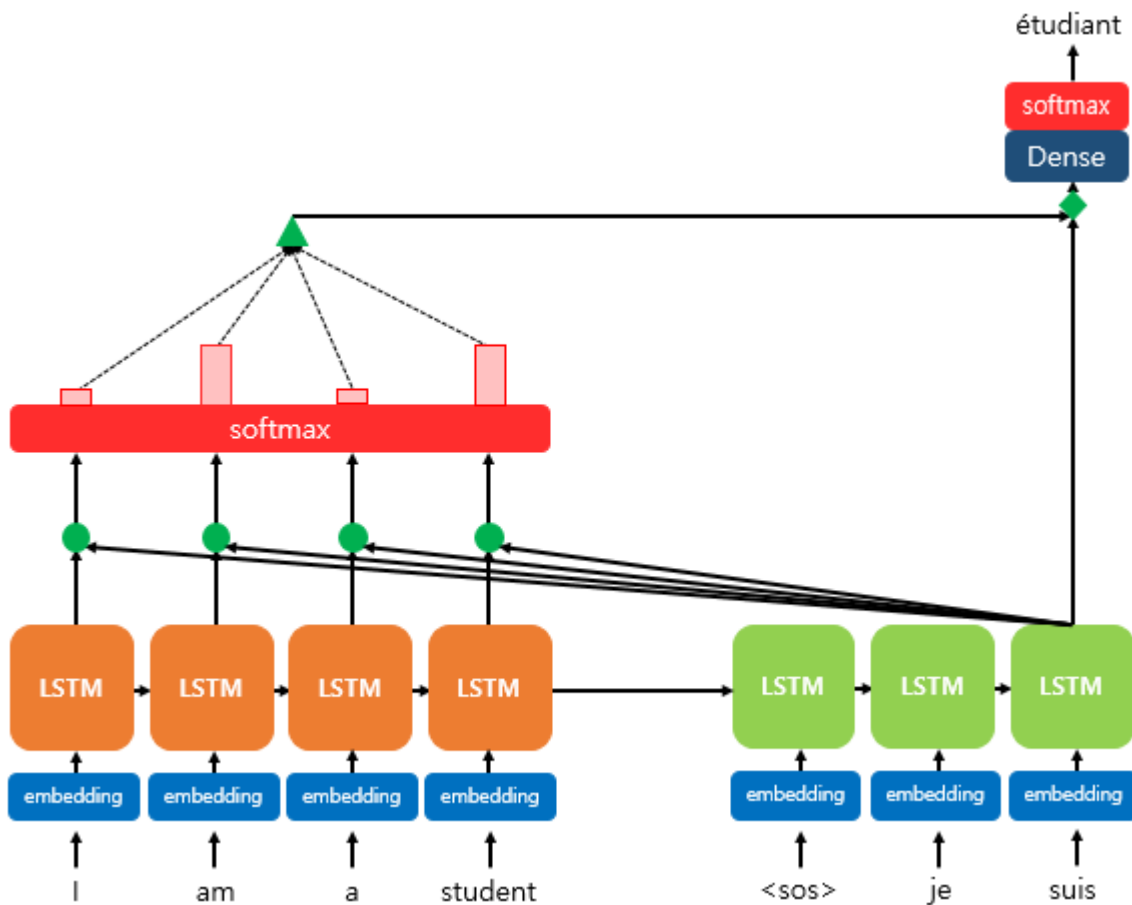 étudiant
softmax
Dense
softmax
LSTM LSTM LSTM LSTM LSTM LSTM LSTM
embedding embedding embedding embedding embedding embedding embedding
I am a student <sos> je suis